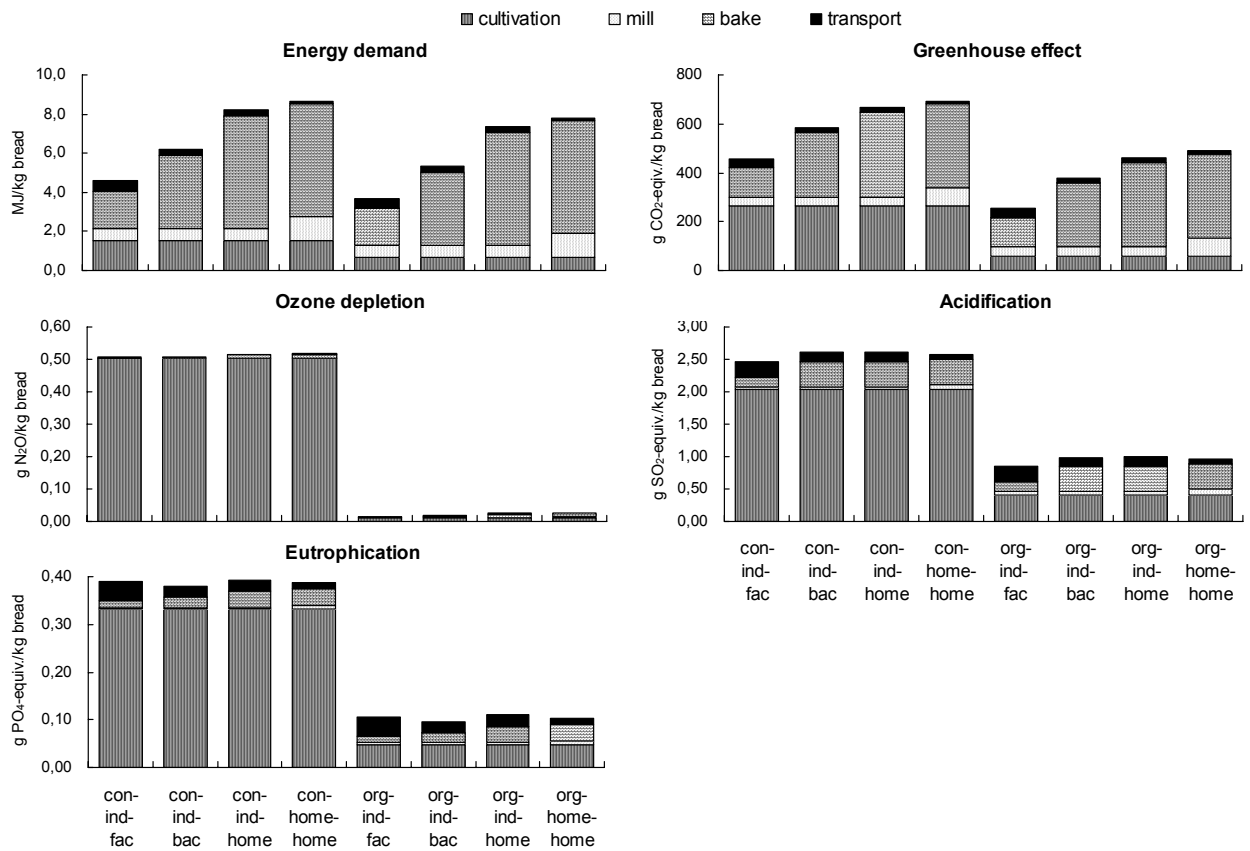 cultivation mill bake transport
Energy demand
MJ/kg bread
10,0
8,0
6,0
4,0
2,0
0,0
Greenhouse effect
g CO₂-equiv./kg bread
800
600
400
200
0
Ozone depletion
g N₂O/kg bread
0,60
0,50
0,40
0,30
0,20
0,10
0,00
Acidification
g SO₂-equiv./kg bread
3,00
2,50
2,00
1,50
1,00
0,50
0,00
con- con- con- con- org- org- org- org-
ind- ind- ind- home- ind- ind- ind- home-
fac bac home home fac bac home home
Eutrophication
g PO₄-equiv./kg bread
0,40
0,30
0,20
0,10
0,00
con- con- con- con- org- org- org- org-
ind- ind- ind- home- ind- ind- ind- home-
fac bac home home fac bac home home